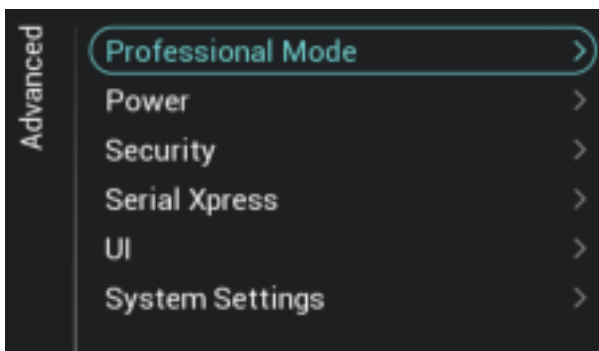 Advanced
Professional Mode
Power
Security
Serial Xpress
UI
System Settings